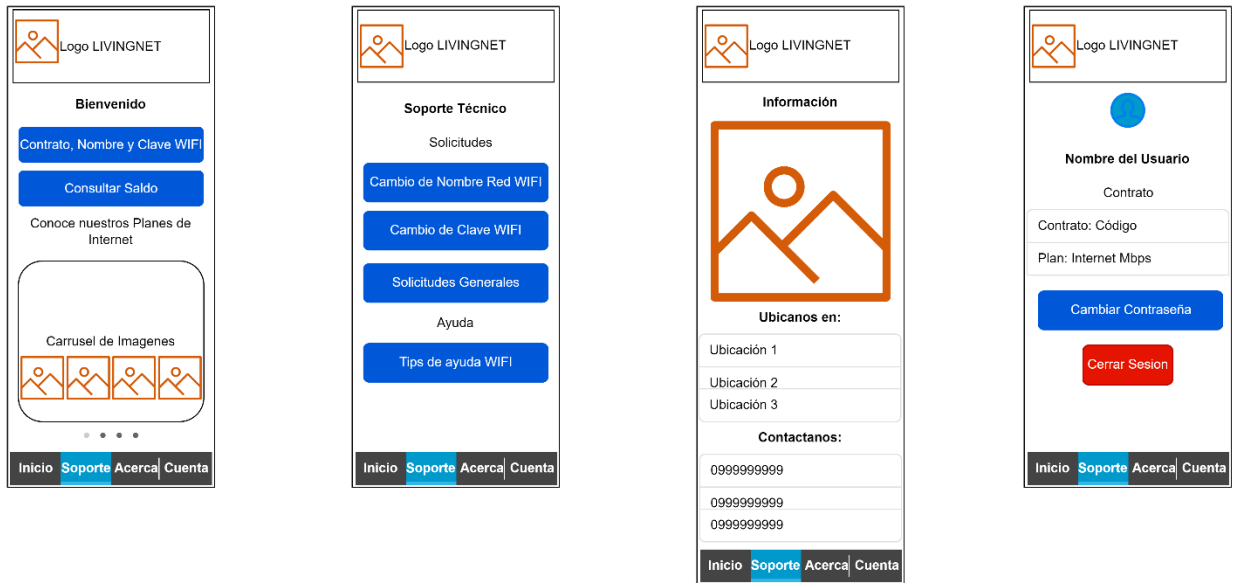 Logo LIVINGNET
Bienvenido
Contrato, Nombre y Clave WIFI
Consultar Saldo
Conoce nuestros Planes de
Internet
Carrusel de Imagenes
Inicio Soporte Acerca Cuenta
Logo LIVINGNET
Soporte Técnico
Solicitudes
Cambio de Nombre Red WIFI
Cambio de Clave WIFI
Solicitudes Generales
Ayuda
Tips de ayuda WIFI
Inicio Soporte Acerca Cuenta
Logo LIVINGNET
Información
Ubicanos en:
Ubicación 1
Ubicación 2
Ubicación 3
Contactanos:
0999999999
0999999999
0999999999
Inicio Soporte Acerca Cuenta
Logo LIVINGNET
Nombre del Usuario
Contrato
Contrato: Código
Plan: Internet Mbps
Cambiar Contraseña
Cerrar Sesion
Inicio Soporte Acerca Cuenta